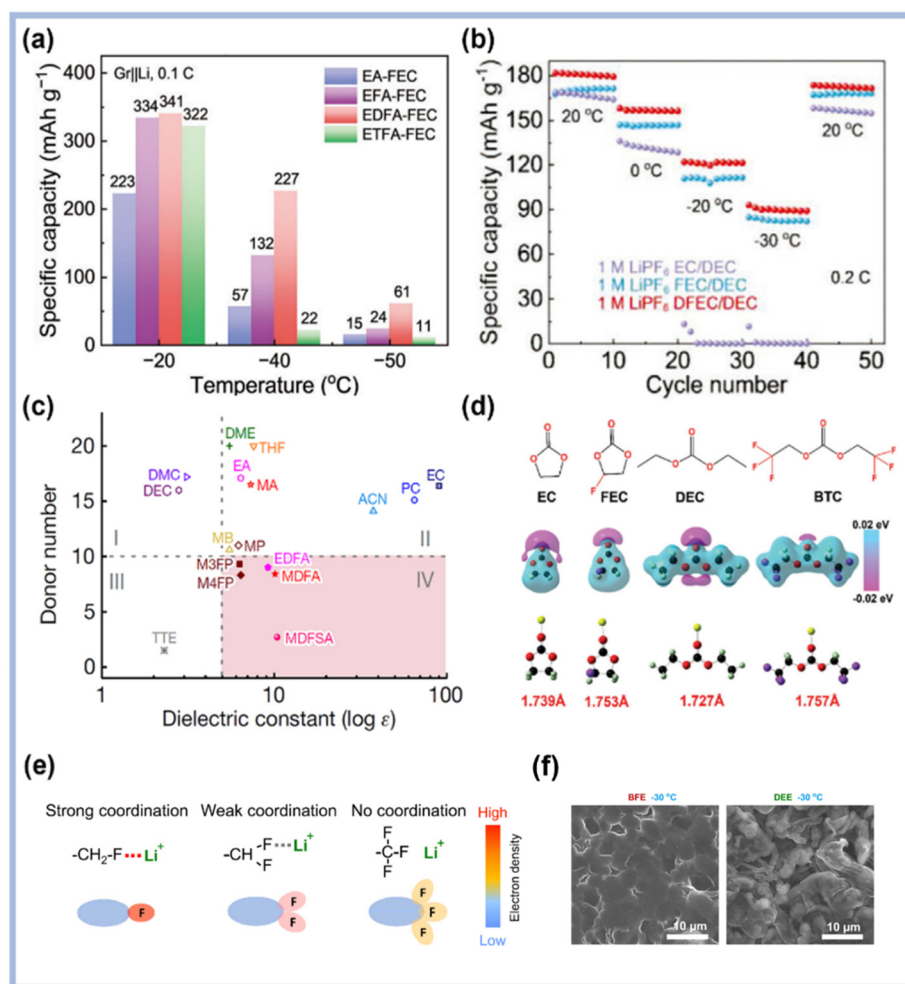 (a)
Specific capacity (mAh g⁻¹)
400
300
200
100
0
Gr||Li, 0.1 C
EA-FEC
EFA-FEC
EDFA-FEC
ETFA-FEC
223
334
341
322
57
132
227
22
15
24
61
11
−20
−40
−50
Temperature (°C)
(b)
Specific capacity (mAh g⁻¹)
180
150
120
90
60
30
0
20 °C
0 °C
-20 °C
-30 °C
20 °C
1 M LiPF₆ EC/DEC
1 M LiPF₆ FEC/DEC
1 M LiPF₆ DFEC/DEC
0.2 C
0
10
20
30
40
50
Cycle number
(c)
Donor number
20
15
10
5
0
DME
THF
DMC
EA
DEC
MA
ACN
PC
EC
I
MB
MP
II
III
M3FP
M4FP
EDFA
MDFA
IV
TTE
MDFSA
1
10
100
Dielectric constant (log ε)
(d)
O
O
O
O
O
O
F
O
O
O
O
O
O
F
F
F
F
F
F
EC
FEC
DEC
BTC
0.02 eV
-0.02 eV
1.739Å
1.753Å
1.727Å
1.757Å
(e)
Strong coordination
Weak coordination
No coordination
-CH₂-F
Li⁺
-CH
F
F
Li⁺
F
-C-F
F
Li⁺
F
F
F
F
F
F
High
Electron density
Low
(f)
BFE -30 °C
DEE -30 °C
10 μm
10 μm